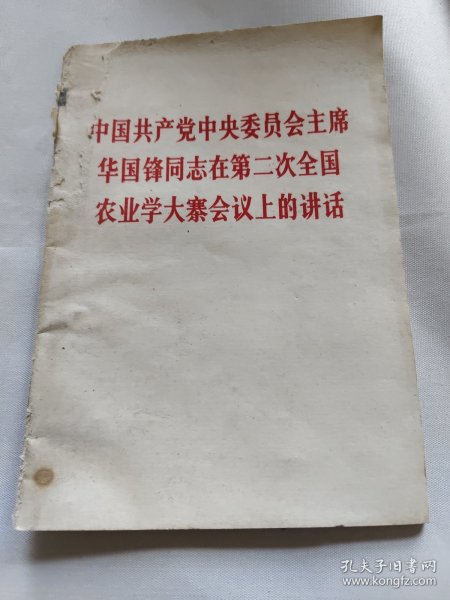 中国共产党中央委员会主席
华国锋同志在第二次全国
农业学大寨会议上的讲话
孔夫子旧书网
www.kongfz.com